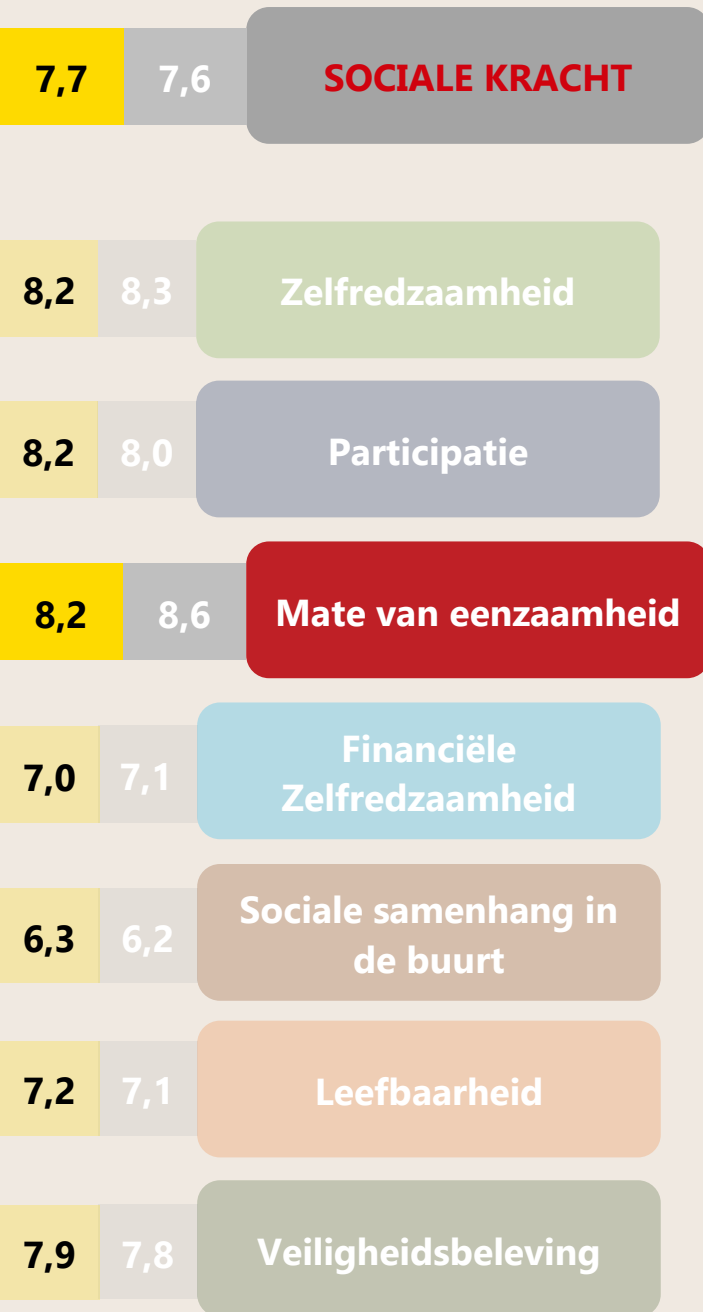 7,7 7,6 SOCIALE KRACHT
8,2 8,3 Zelfredzaamheid
8,2 8,0 Participatie
8,2 8,6 Mate van eenzaamheid
7,0 7,1 Financiële
Zelfredzaamheid
6,3 6,2 Sociale samenhang in
de buurt
7,2 7,1 Leefbaarheid
7,9 7,8 Veiligheidsbeleving